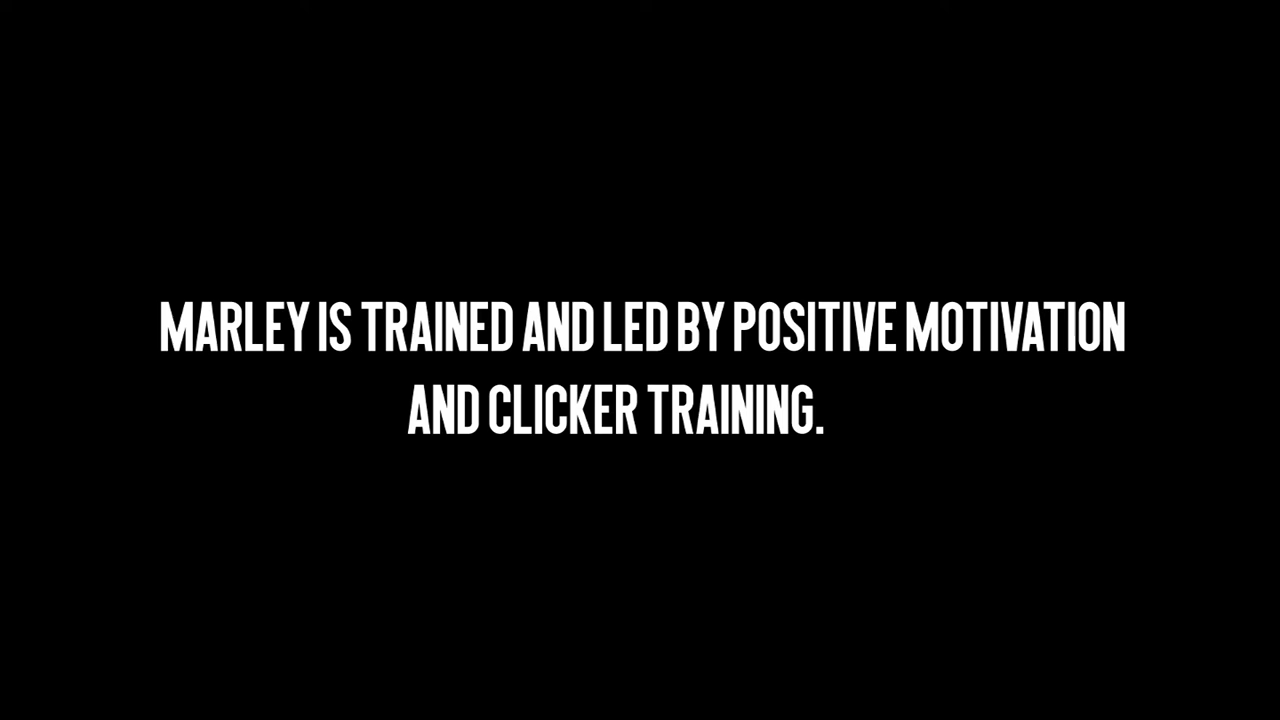 MARLEY IS TRAINED AND LED BY POSITIVE MOTIVATION
AND CLICKER TRAINING.